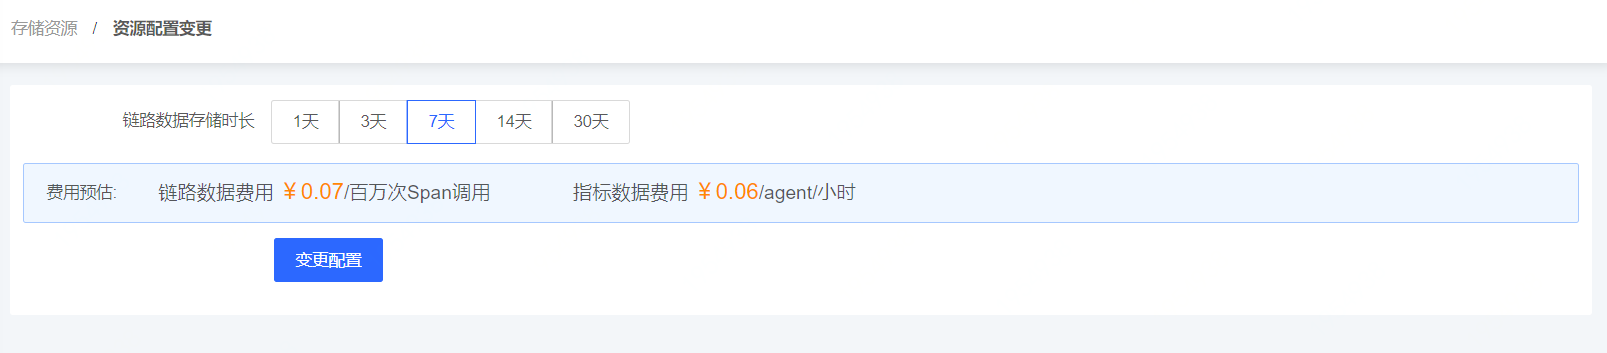 存储资源 / 资源配置变更
链路数据存储时长 1天 3天 7天 14天 30天
费用预估: 链路数据费用 ¥0.07/百万次Span调用 指标数据费用 ¥0.06/agent/小时
变更配置